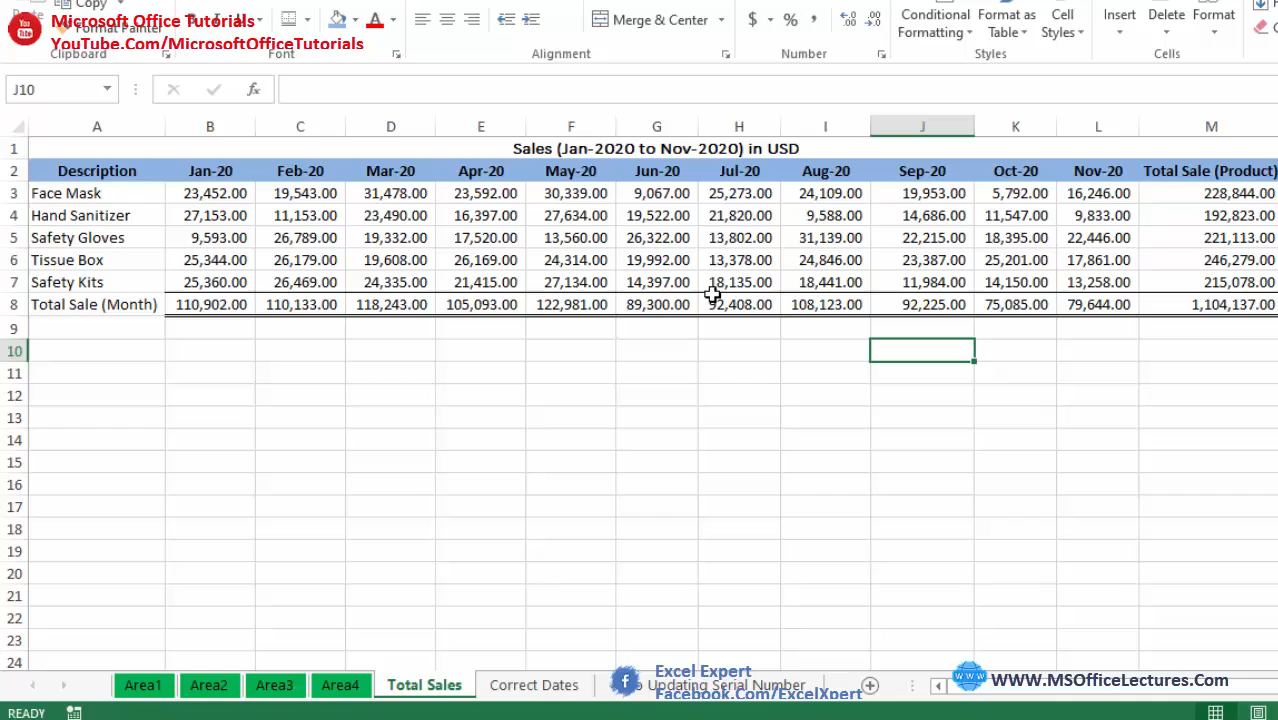 Microsoft Office Tutorials
YouTube.Com/MicrosoftOfficeTutorials
Copy
Format Painter
Merge & Center
$ %
Conditional Formatting
Format as Table
Cell Styles
Insert Delete Format
Clipboard Font Alignment Number Styles Cells
J10 fx
A B C D E F G H I J K L M
1 Sales (Jan-2020 to Nov-2020) in USD
2 Description Jan-20 Feb-20 Mar-20 Apr-20 May-20 Jun-20 Jul-20 Aug-20 Sep-20 Oct-20 Nov-20 Total Sale (Product)
3 Face Mask 23,452.00 19,543.00 31,478.00 23,592.00 30,339.00 9,067.00 25,273.00 24,109.00 19,953.00 5,792.00 16,246.00 228,844.00
4 Hand Sanitizer 27,153.00 11,153.00 23,490.00 16,397.00 27,634.00 19,522.00 21,820.00 9,588.00 14,686.00 11,547.00 9,833.00 192,823.00
5 Safety Gloves 9,593.00 26,789.00 19,332.00 17,520.00 13,560.00 26,322.00 13,802.00 31,139.00 22,215.00 18,395.00 22,446.00 221,113.00
6 Tissue Box 25,344.00 26,179.00 19,608.00 26,169.00 24,314.00 19,992.00 13,378.00 24,846.00 23,387.00 25,201.00 17,861.00 246,279.00
7 Safety Kits 25,360.00 26,469.00 24,335.00 21,415.00 27,134.00 14,397.00 18,135.00 18,441.00 11,984.00 14,150.00 13,258.00 215,078.00
8 Total Sale (Month) 110,902.00 110,133.00 118,243.00 105,093.00 122,981.00 89,300.00 92,408.00 108,123.00 92,225.00 75,085.00 79,644.00 1,104,137.00
9
10
11
12
13
14
15
16
17
18
19
20
21
22
23
24
Area1 Area2 Area3 Area4 Total Sales Correct Dates Updating Serial Number
Excel Expert
Facebook.Com/ExcelXpert
www.MSOfficeLectures.Com
READY